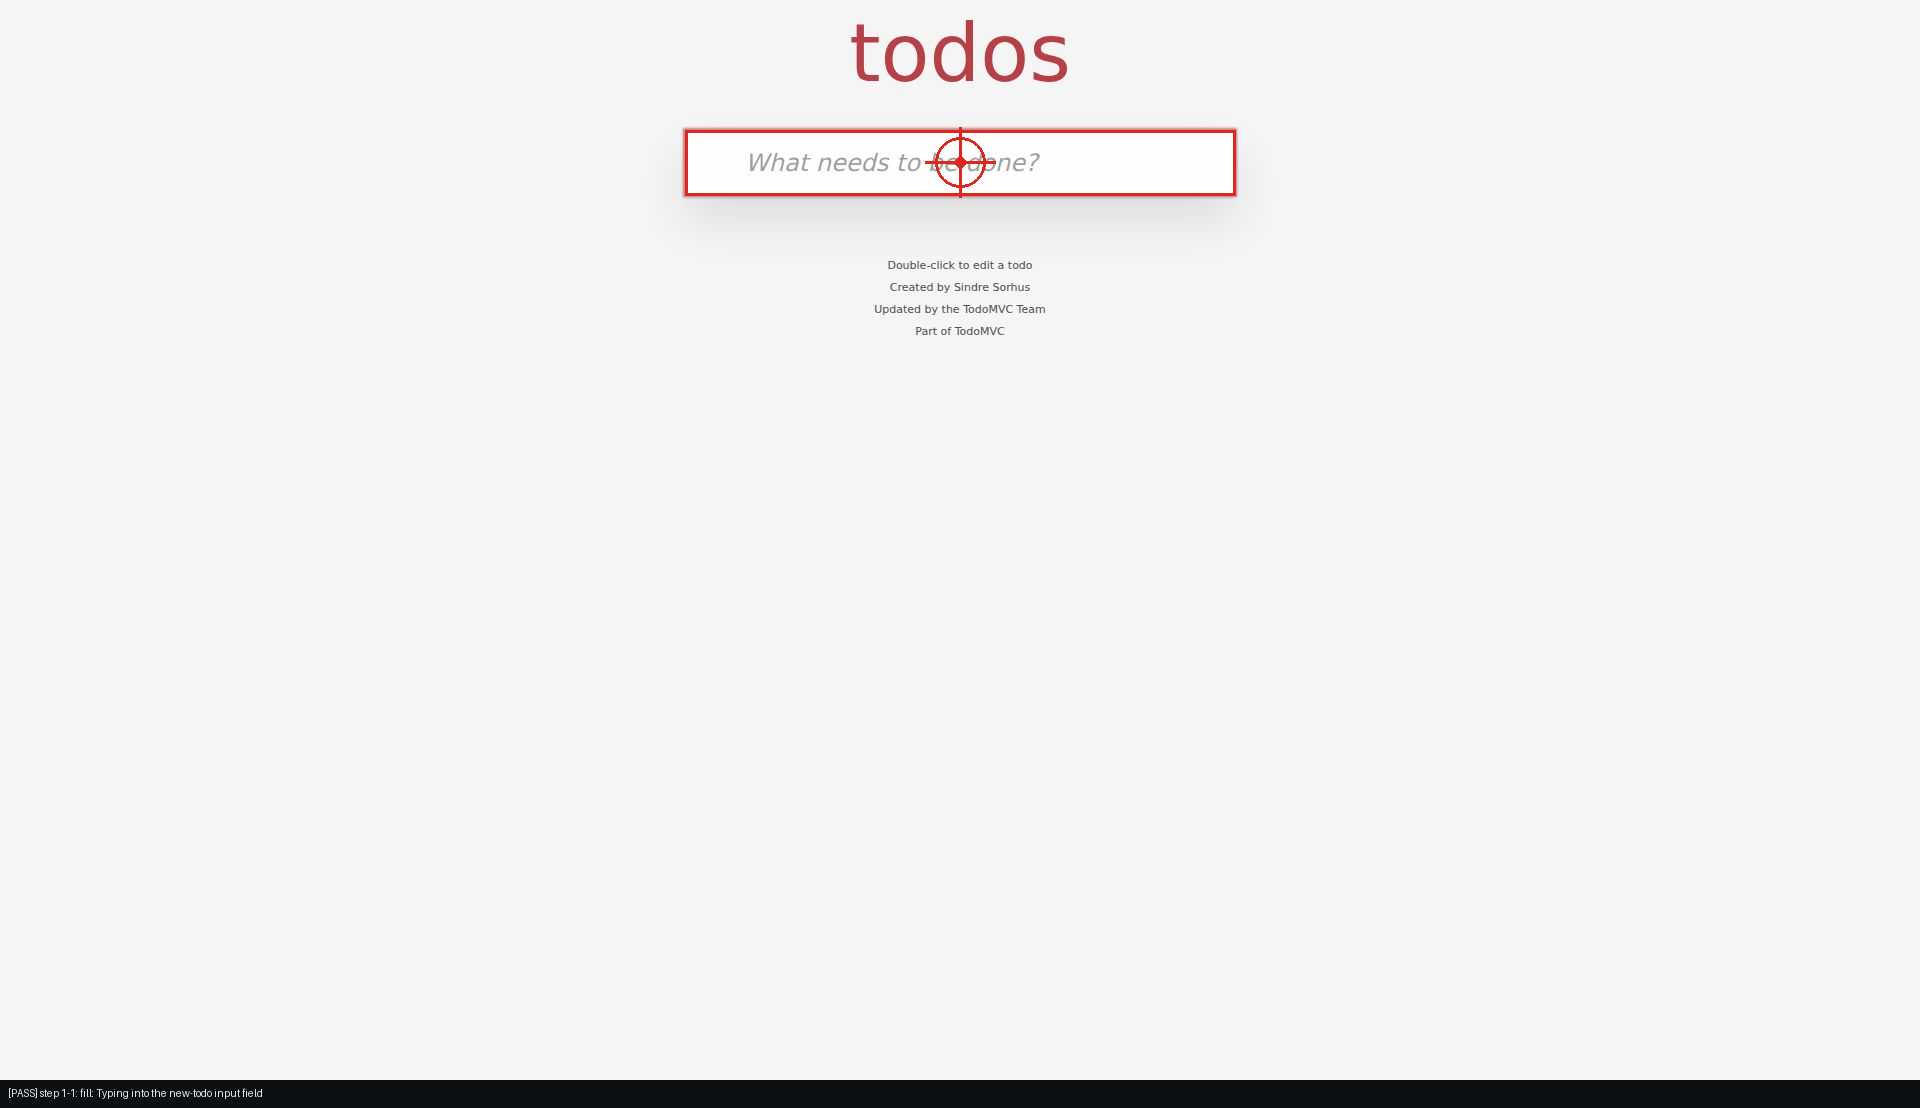 todos
What needs to be done?
Double-click to edit a todo
Created by Sindre Sorhus
Updated by the TodoMVC Team
Part of TodoMVC
[PASS] step 1-1: fill: Typing into the new-todo input field